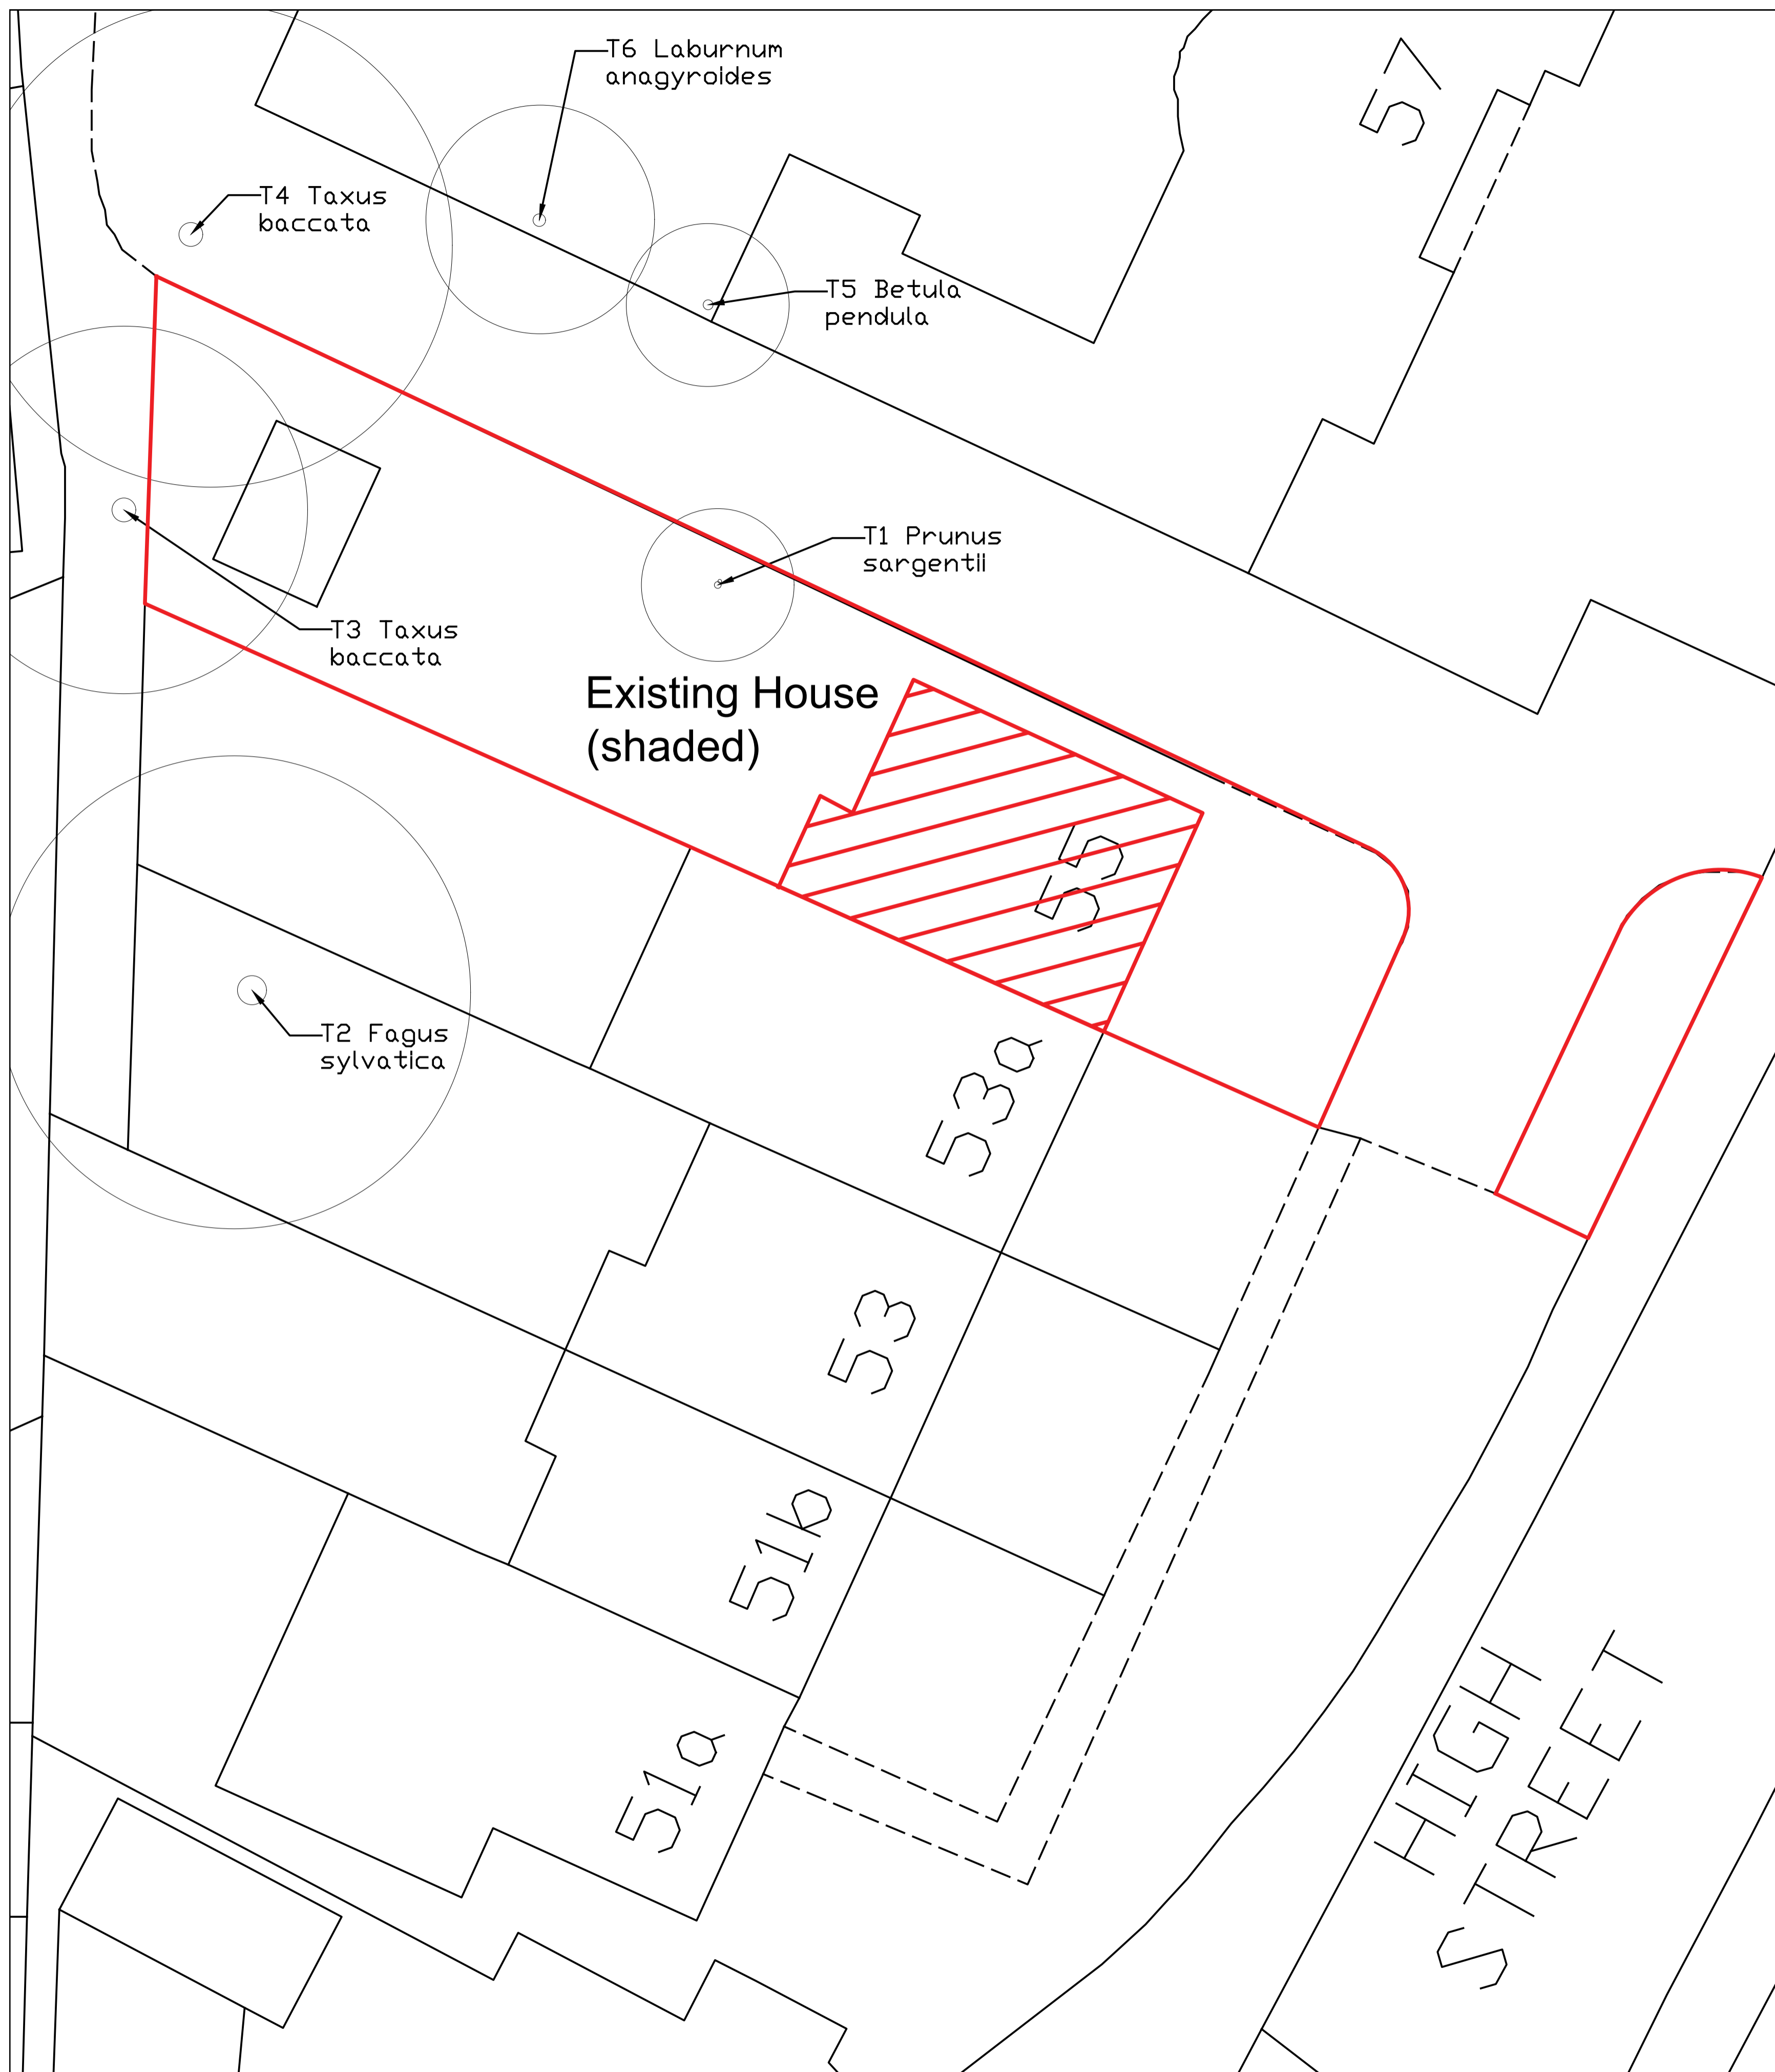 T6 Laburnum
anagyroides
57
T4 Taxus
baccata
T5 Betula
pendula
T1 Prunus
sargentii
T3 Taxus
baccata
Existing House
(shaded)
55
T2 Fagus
sylvatica
53a
53
51b
51a
HIGH
STREET